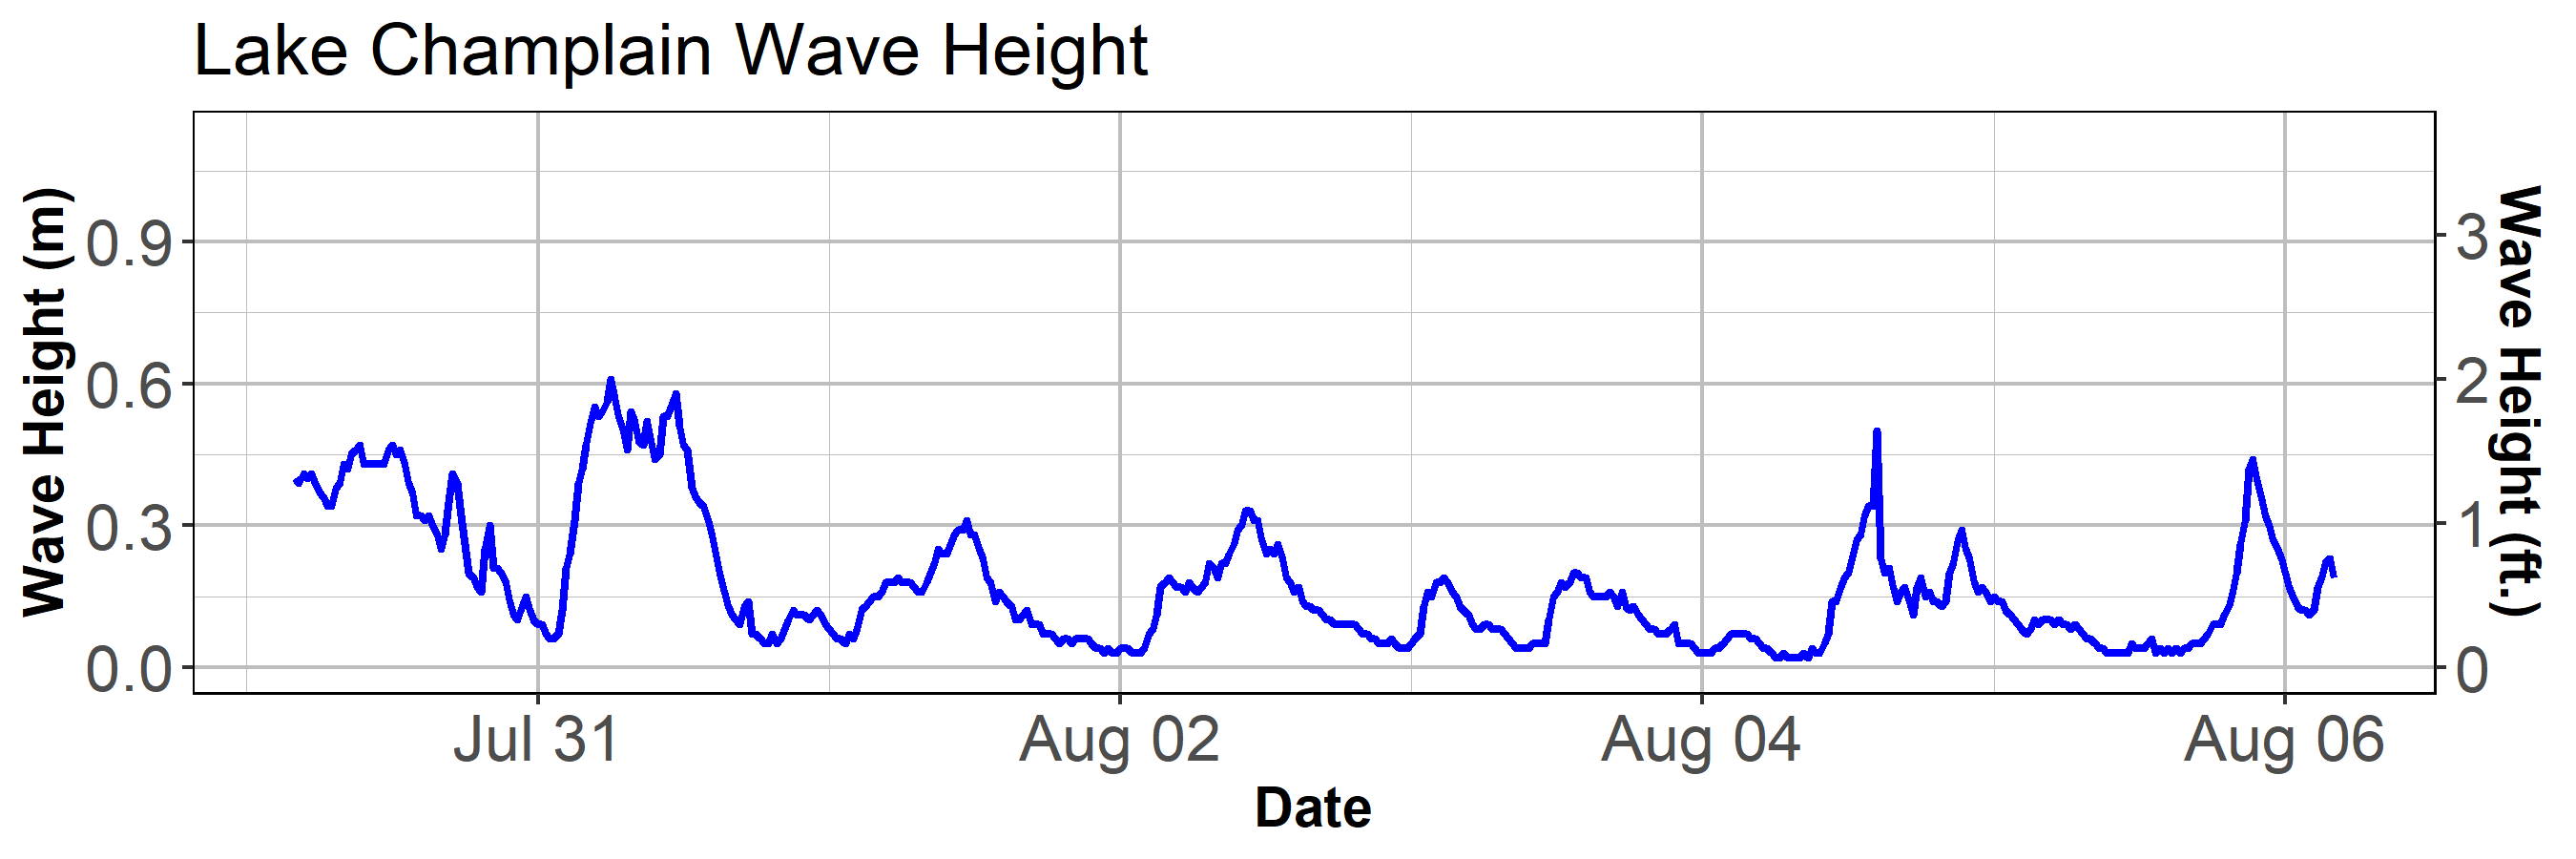 Lake Champlain Wave Height
Wave Height (m)
0.9
0.6
0.3
0.0
3
2
1
0
Wave Height (ft.)
Jul 31
Aug 02
Aug 04
Aug 06
Date